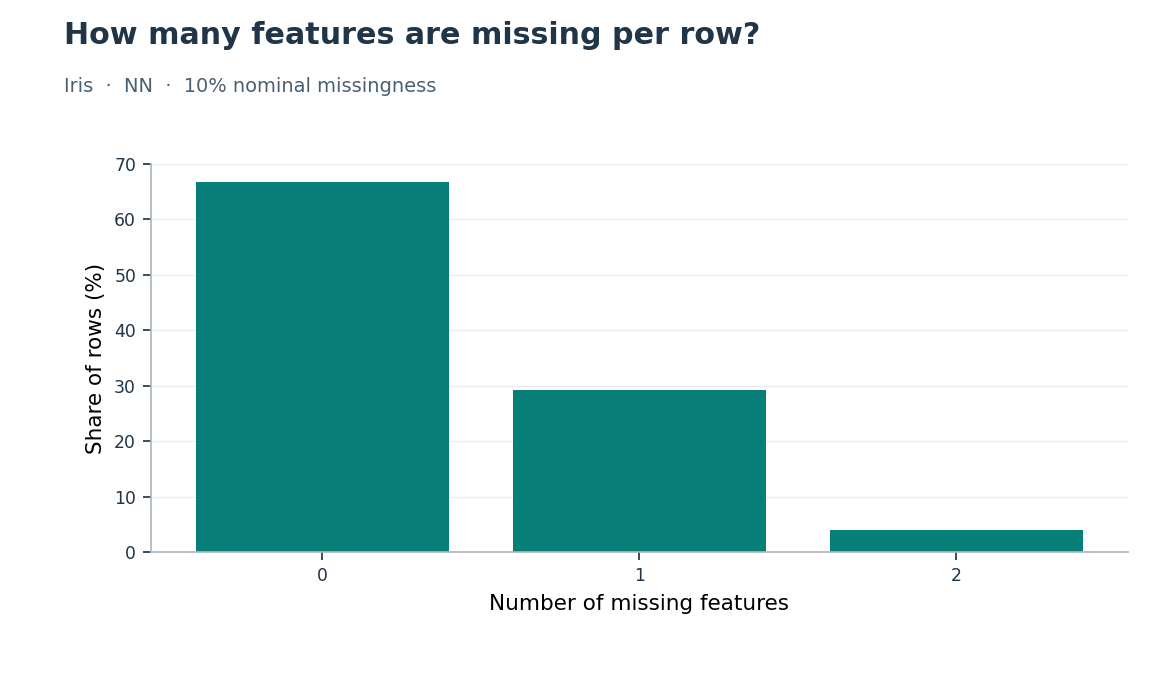 How many features are missing per row?
Iris · NN · 10% nominal missingness
70
60
50
40
30
20
10
0
Share of rows (%)
0 1 2
Number of missing features